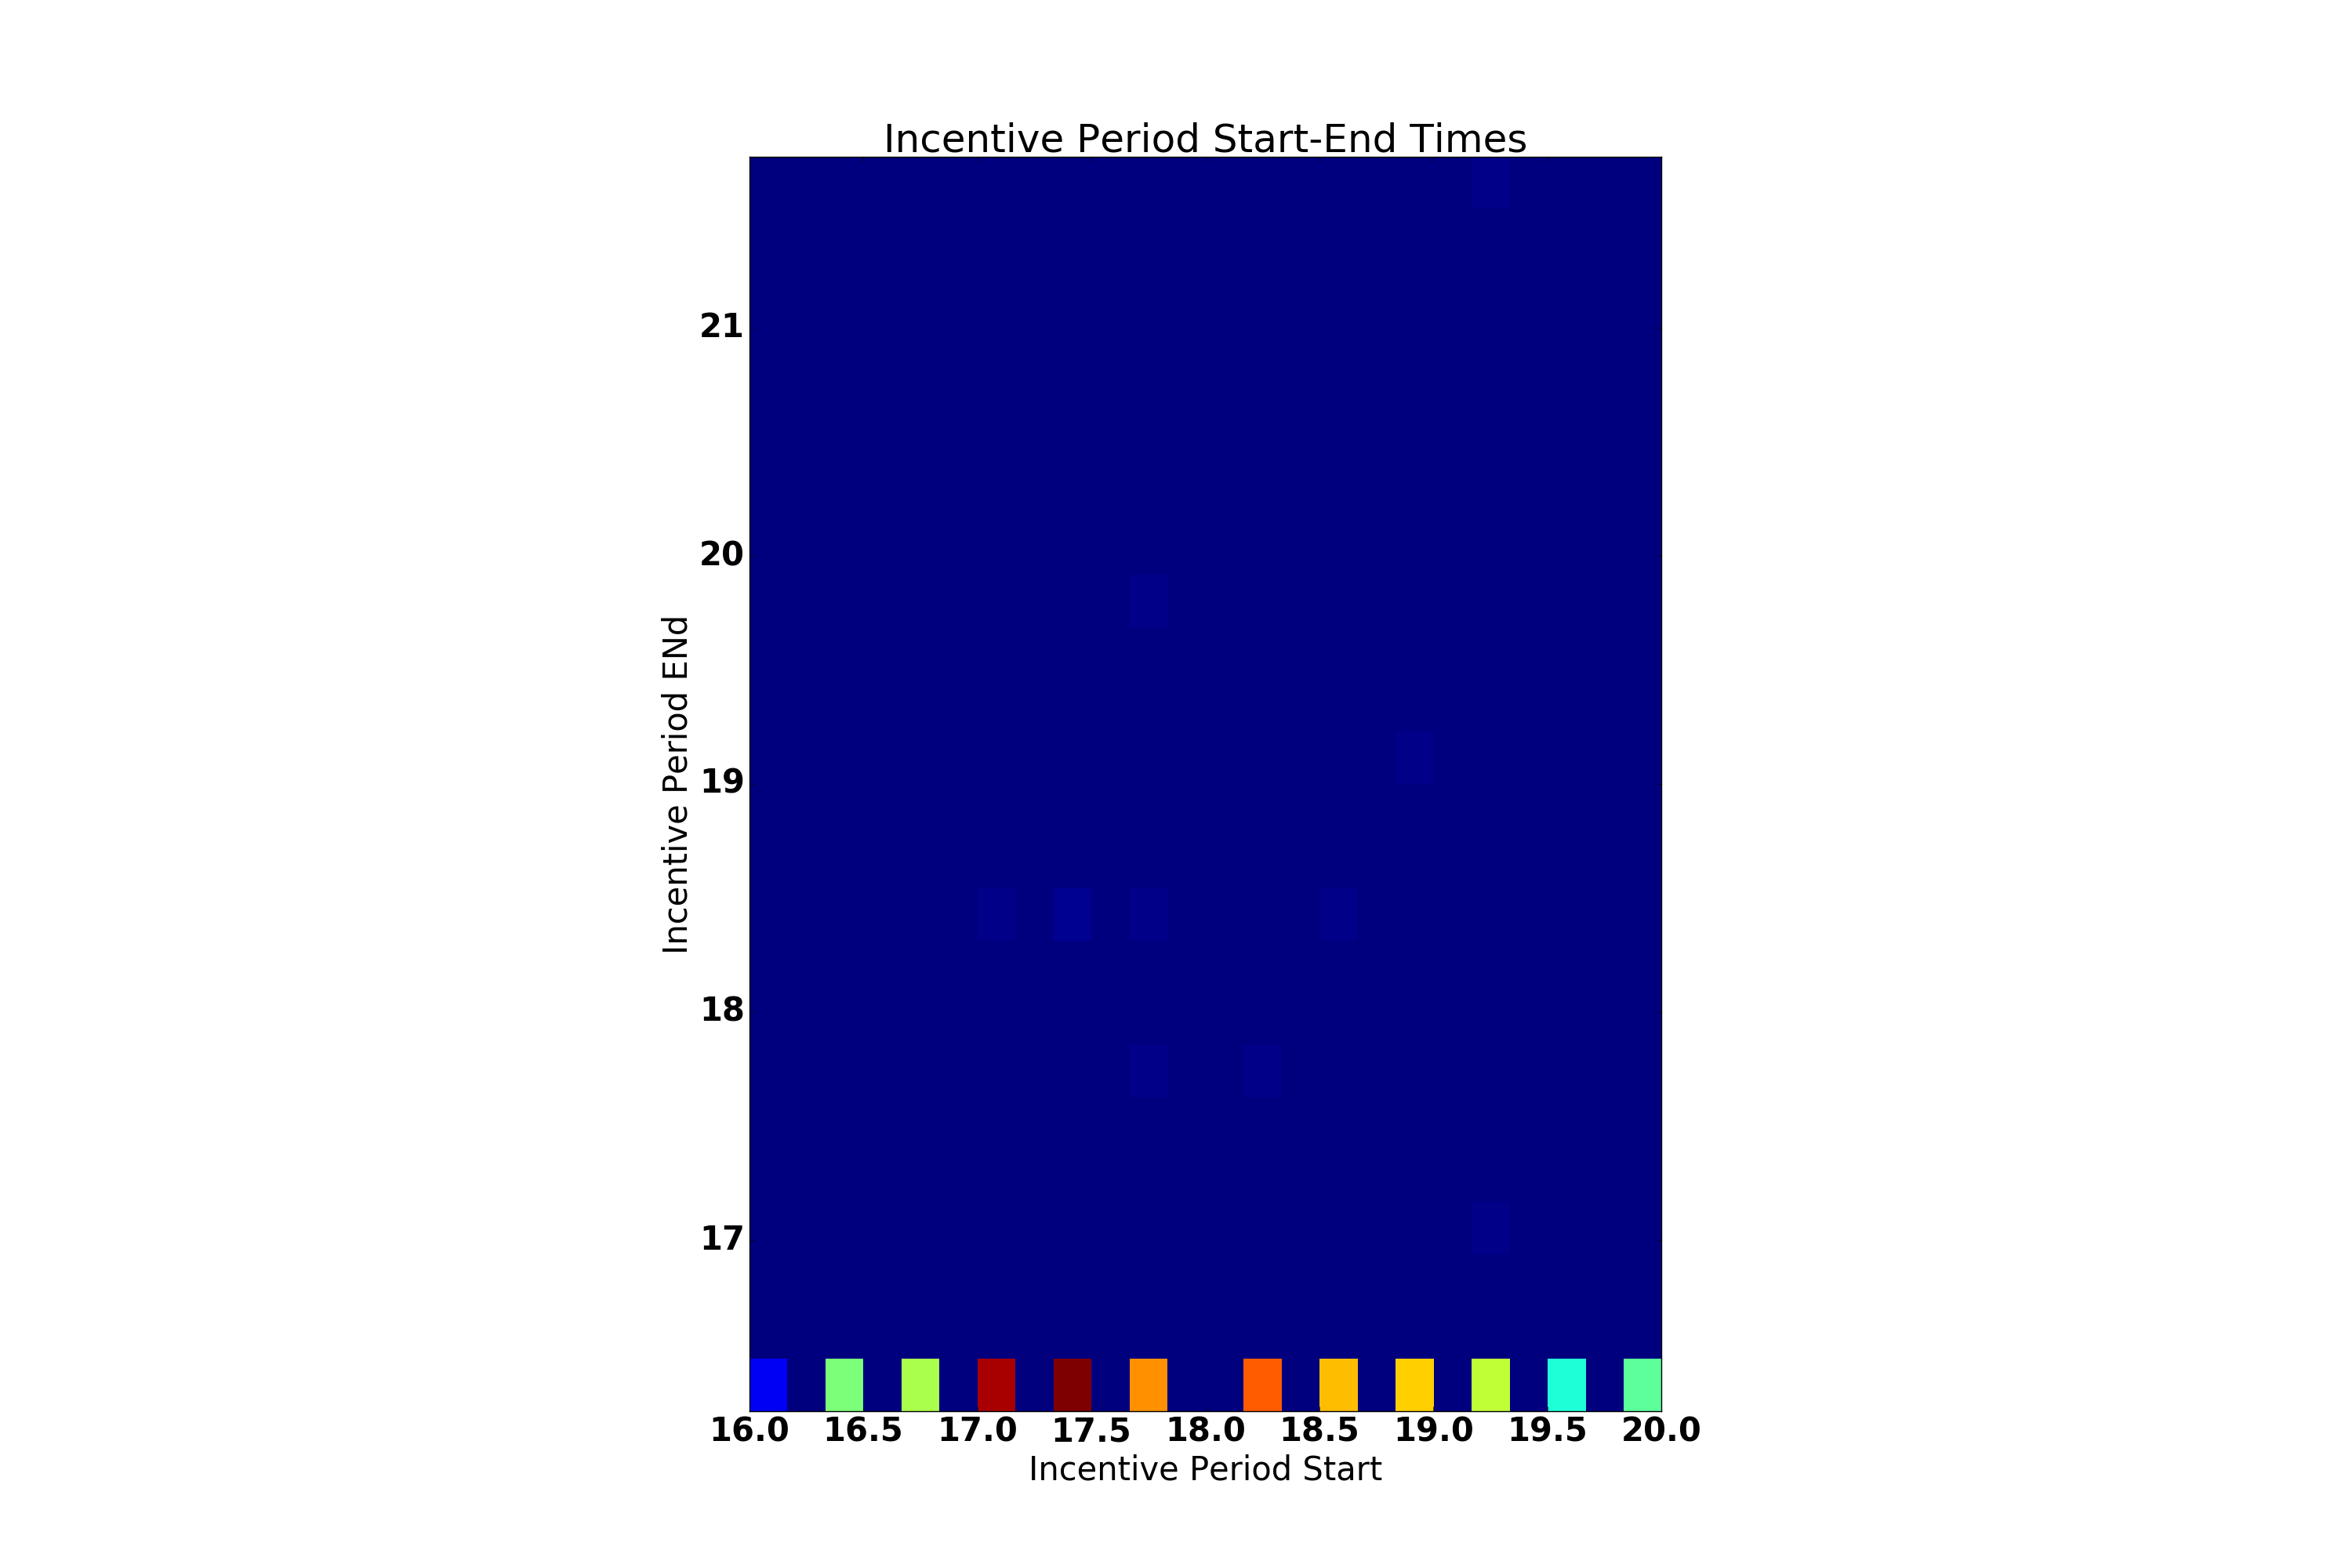 Incentive Period Start-End Times
21
20
19
18
17
Incentive Period ENd
16.0 16.5 17.0 17.5 18.0 18.5 19.0 19.5 20.0
Incentive Period Start